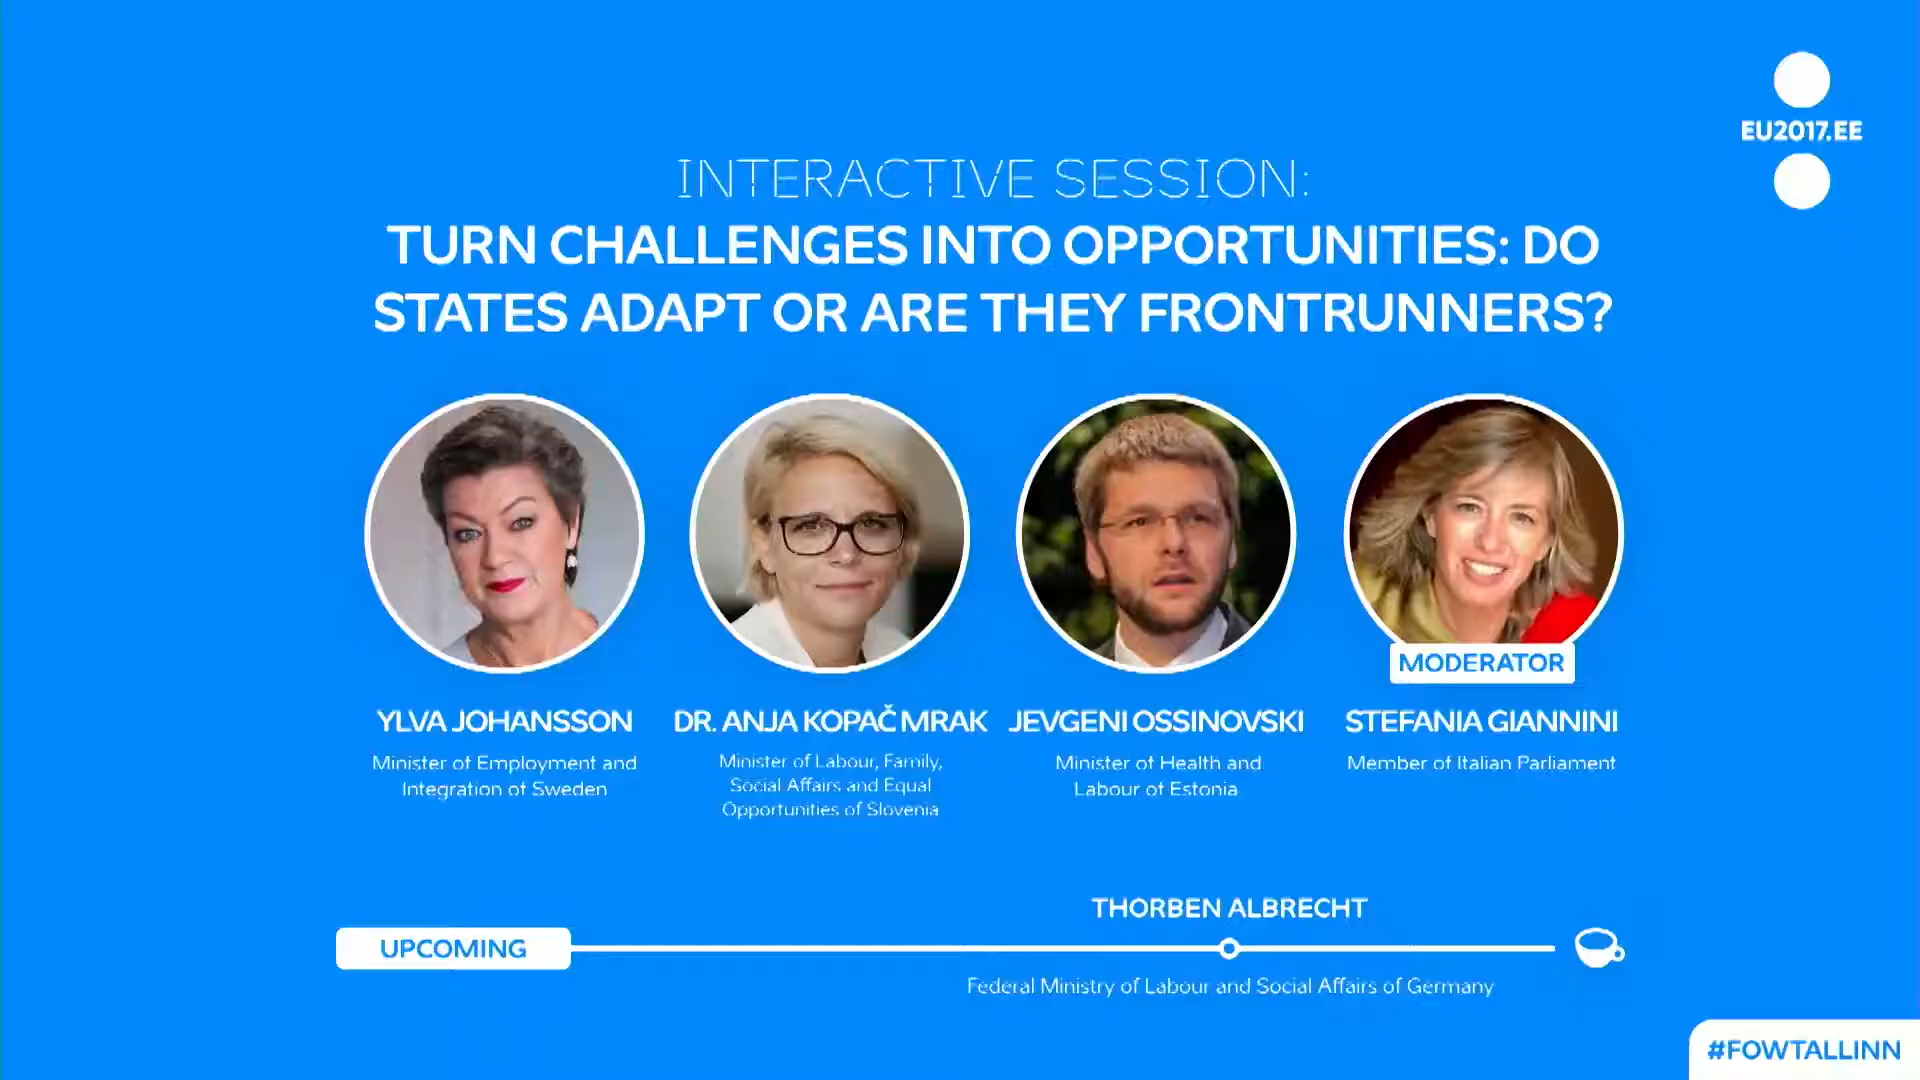 EU2017.EE
INTERACTIVE SESSION:
TURN CHALLENGES INTO OPPORTUNITIES: DO
STATES ADAPT OR ARE THEY FRONTRUNNERS?
MODERATOR
YLVA JOHANSSON
Minister of Employment and
Integration of Sweden
DR. ANJA KOPAČ MRAK
Minister of Labour, Family,
Social Affairs and Equal
Opportunities of Slovenia
JEVGENI OSSINOVSKI
Minister of Health and
Labour of Estonia
STEFANIA GIANNINI
Member of Italian Parliament
UPCOMING
THORBEN ALBRECHT
Federal Ministry of Labour and Social Affairs of Germany
#FOWTALLINN